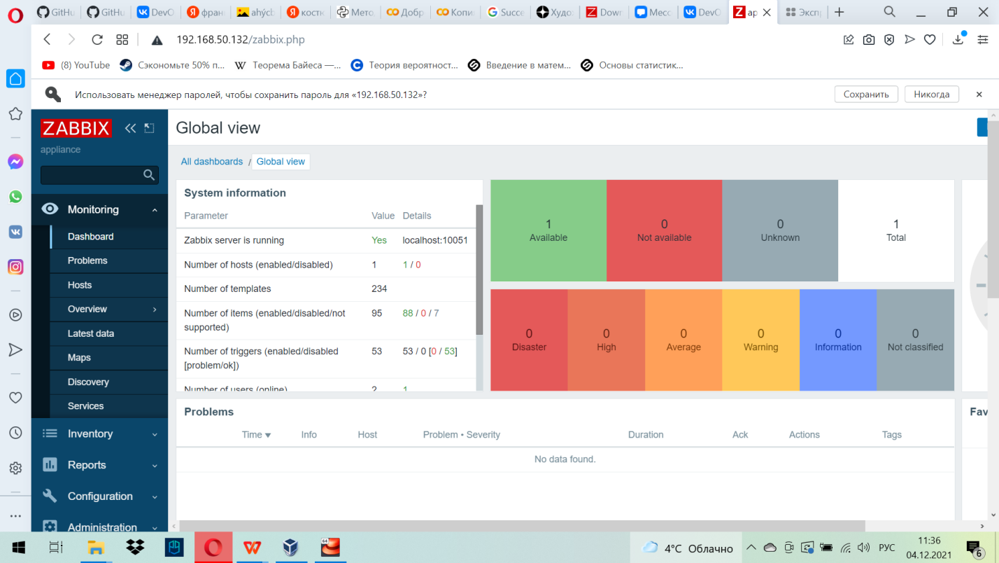 GitHu
GitHu
DevO
фран
ahýcb
костю
Мето
Добр
Копи
Succe
Худо
Down
Мессе
DevO
ap
Эксп
192.168.50.132/zabbix.php
(8) YouTube
Сэкономьте 50% п...
W Теорема Байеса —...
Теория вероятност...
Введение в матем...
Основы статистик...
Использовать менеджер паролей, чтобы сохранить пароль для «192.168.50.132»?
Сохранить
Никогда
ZABBIX
appliance
Monitoring
Dashboard
Problems
Hosts
Overview
Latest data
Maps
Discovery
Services
Inventory
Reports
Configuration
Administration
Global view
All dashboards / Global view
System information
Parameter Value Details
Zabbix server is running Yes localhost:10051
Number of hosts (enabled/disabled) 1 1 / 0
Number of templates 234
Number of items (enabled/disabled/not 95 88 / 0 / 7
supported)
Number of triggers (enabled/disabled 53 53 / 0 [0 / 53]
[problem/ok])
Number of users (online) 2 1
1
Available
0
Not available
0
Unknown
1
Total
0
Disaster
0
High
0
Average
0
Warning
0
Information
0
Not classified
Problems
Time Info Host Problem • Severity Duration Ack Actions Tags
No data found.
Fav
64
4°C Облачно
РУС
11:36
04.12.2021
6